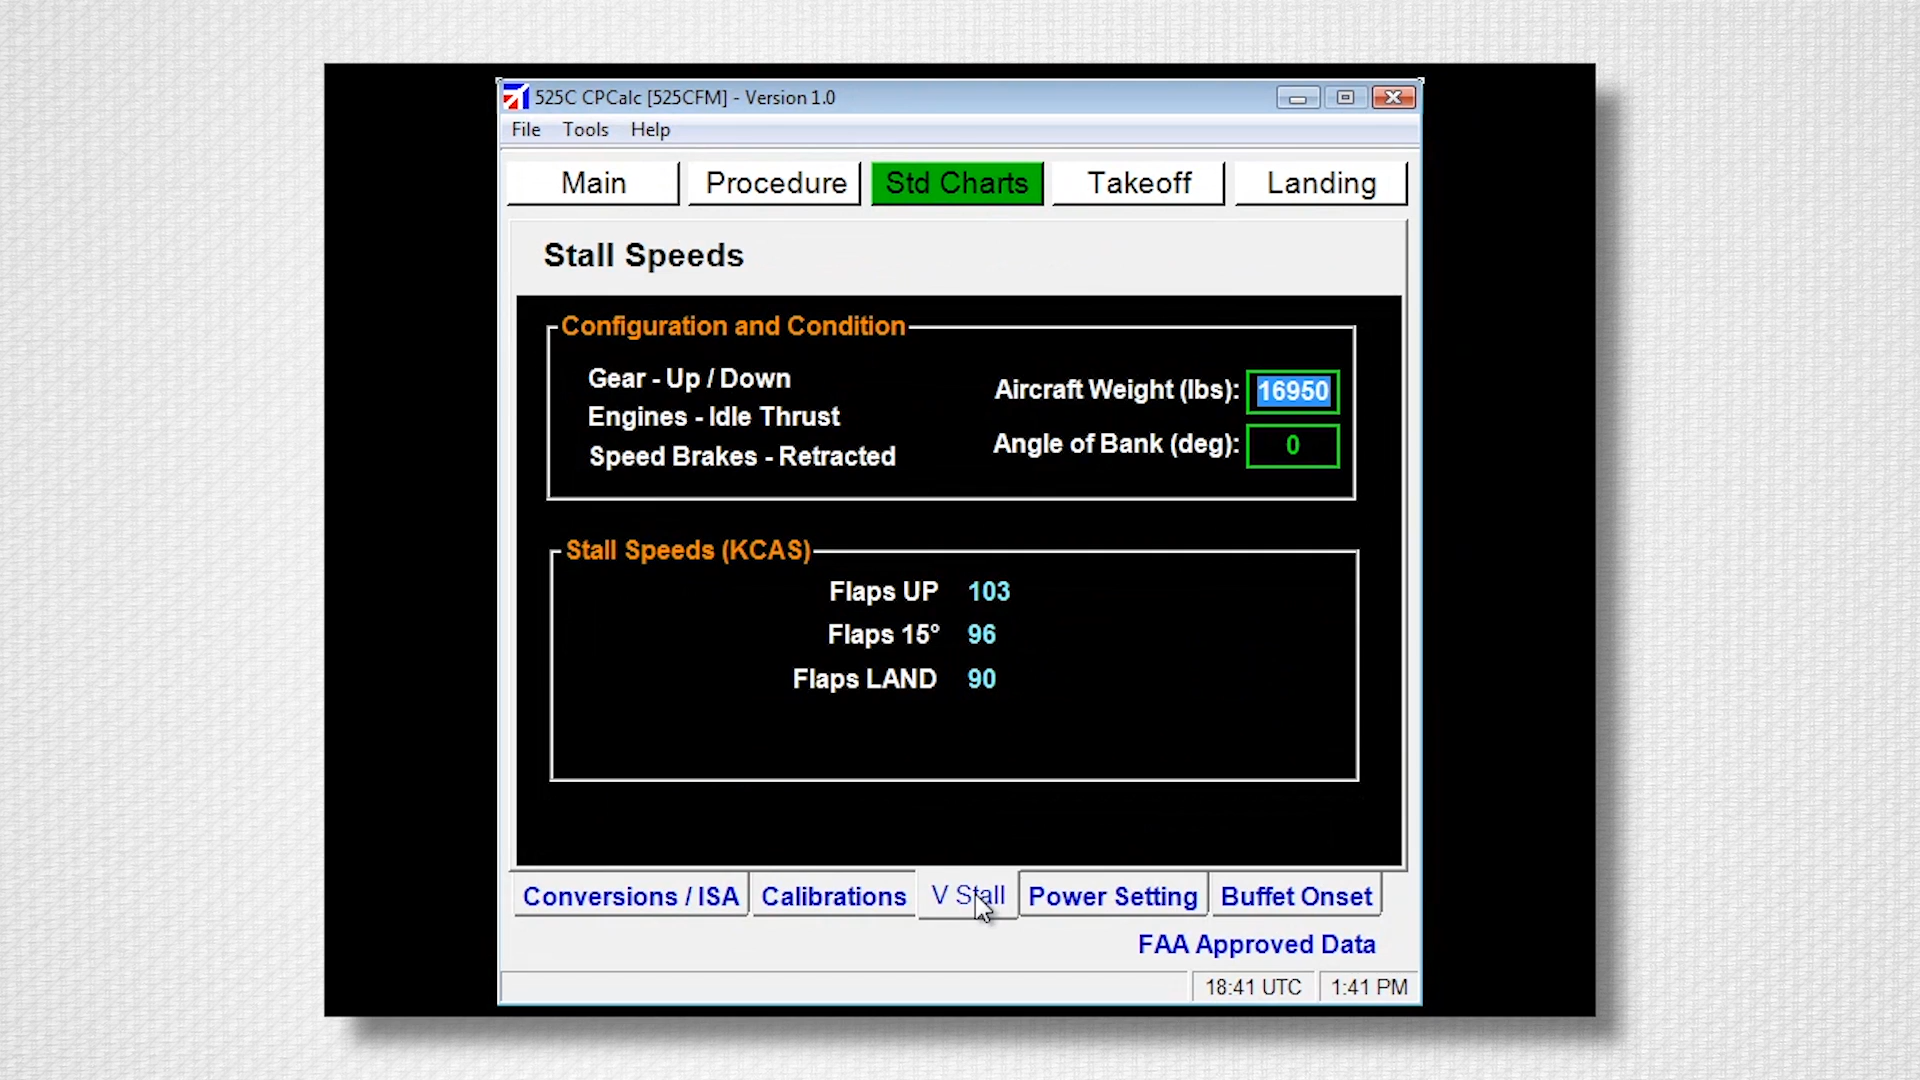 525C CPCalc [525CFM] - Version 1.0
File Tools Help
Main Procedure Std Charts Takeoff Landing
Stall Speeds
Configuration and Condition
Gear - Up / Down
Engines - Idle Thrust
Speed Brakes - Retracted
Aircraft Weight (lbs): 16950
Angle of Bank (deg): 0
Stall Speeds (KCAS)
Flaps UP 103
Flaps 15° 96
Flaps LAND 90
Conversions / ISA Calibrations V Stall Power Setting Buffet Onset
FAA Approved Data
18:41 UTC 1:41 PM